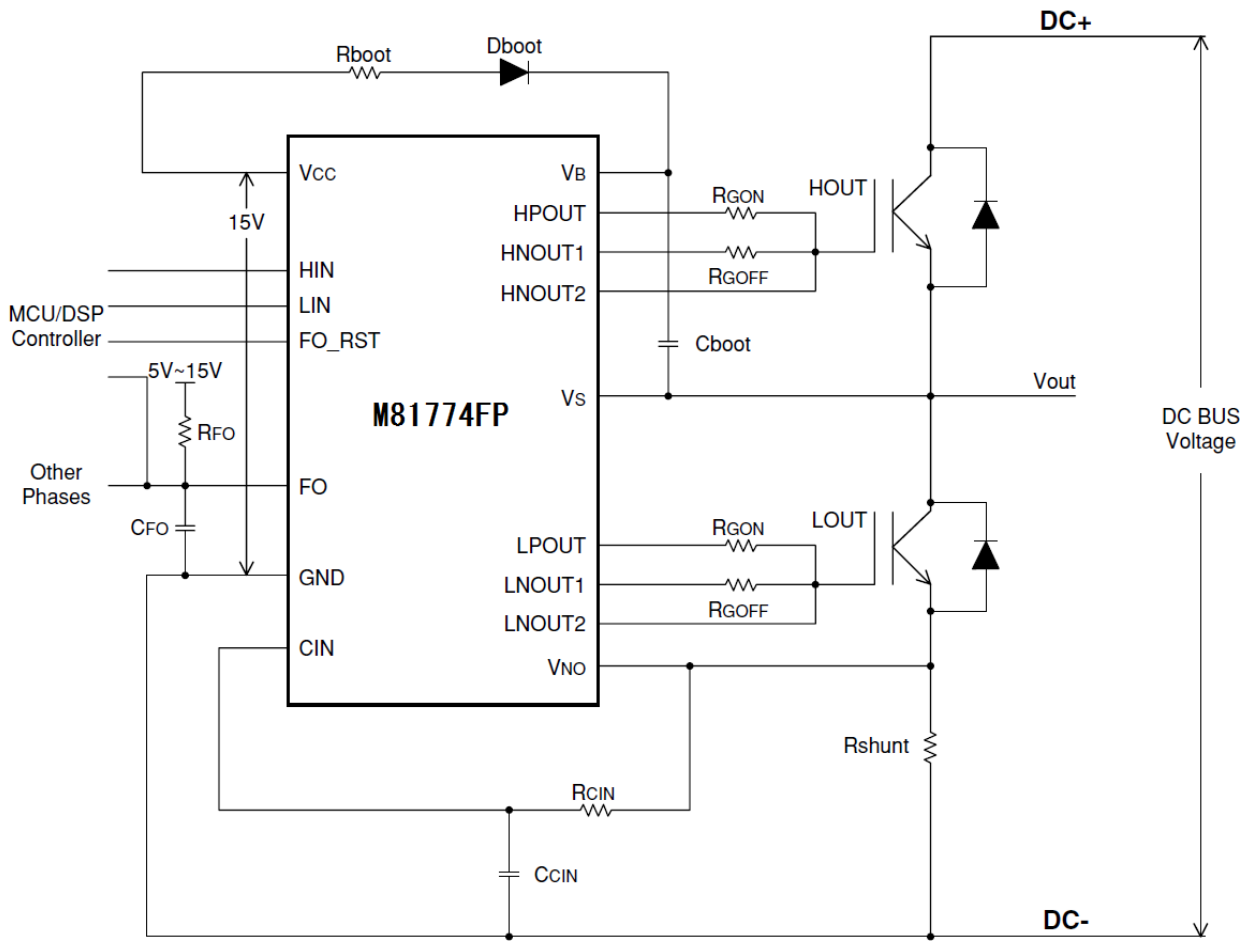 DC+
Rboot
Dboot
VCC
VB
15V
HPOUT
RGON
HOUT
HNOUT1
RGOFF
HNOUT2
HIN
LIN
FO_RST
MCU/DSP
Controller
5V~15V
Cboot
M81774FP
VS
Vout
DC BUS
Voltage
RFO
Other
Phases
FO
CFO
LPOUT
RGON
LOUT
LNOUT1
RGOFF
LNOUT2
GND
CIN
VNO
Rshunt
RCIN
CCIN
DC-